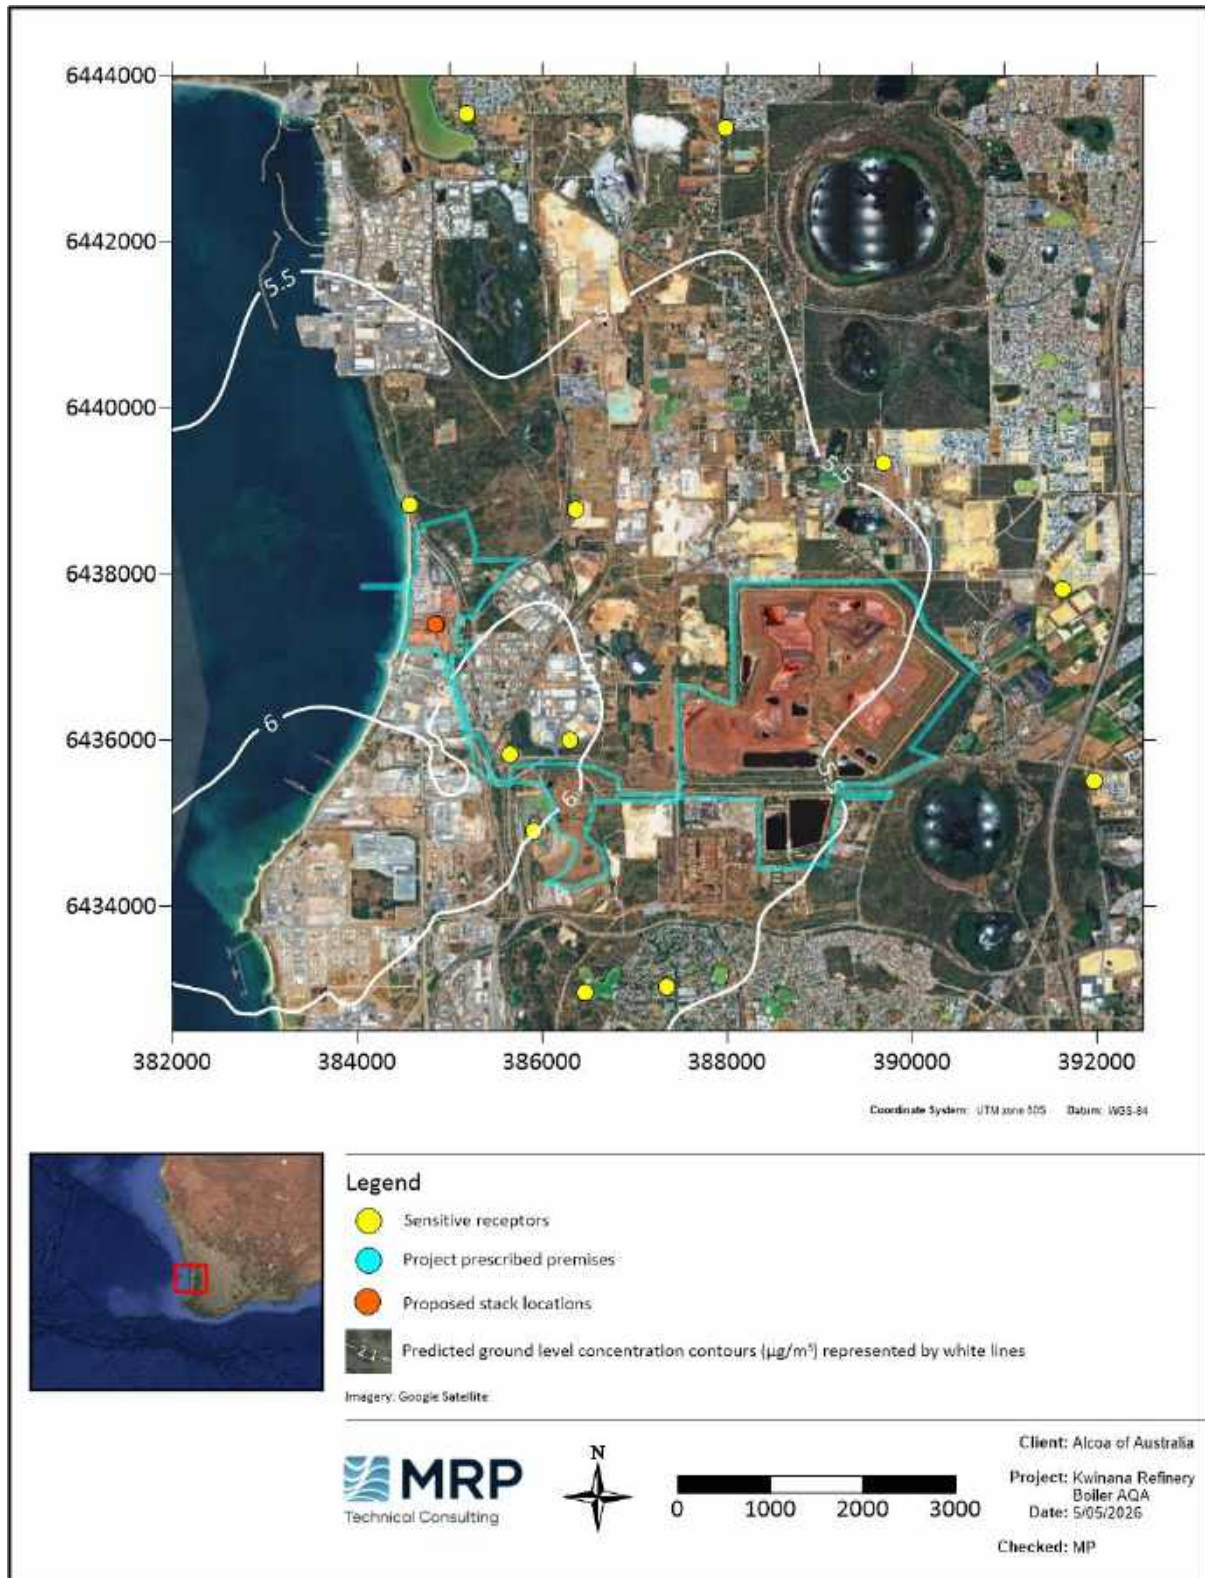 6444000
6442000
5.5
5.5
6440000
6438000
6
6436000
5.5
6
6434000
382000 384000 386000 388000 390000 392000
Coordinate System: UTM zone 50S Datum: WGS-84
Legend
Sensitive receptors
Project prescribed premises
Proposed stack locations
2.1
Predicted ground level concentration contours (µg/m³) represented by white lines
Imagery: Google Satellite
MRP
Technical Consulting
N
0 1000 2000 3000
Client: Alcoa of Australia
Project: Kwinana Refinery
Boiler AQA
Date: 5/05/2026
Checked: MP